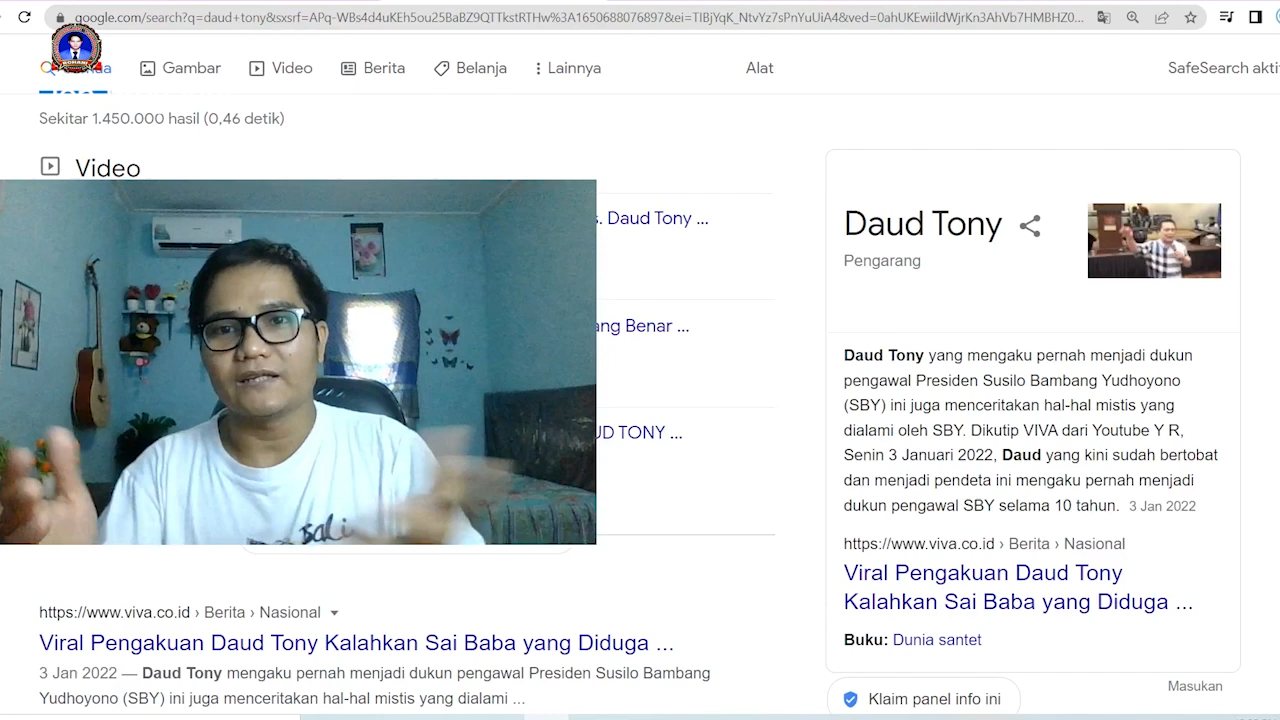 google.com/search?q=daud+tony&sxsrf=APq-WBs4d4uKEh5coi25BaBZ9QTTkstRTHw%3A1650688076897&ei=TIBjYqK_NtvYz7sPnYuUiA4&ved=0ahUKEwiildWjrKn3AhVb7HMBHZ0...
Gambar
Video
Berita
Belanja
Lainnya
Alat
SafeSearch akti
Sekitar 1.450.000 hasil (0,46 detik)
Video
s. Daud Tony ...
ang Benar ...
UD TONY ...
Bali
https://www.viva.co.id › Berita › Nasional
Viral Pengakuan Daud Tony Kalahkan Sai Baba yang Diduga ...
3 Jan 2022 — Daud Tony mengaku pernah menjadi dukun pengawal Presiden Susilo Bambang
Yudhoyono (SBY) ini juga menceritakan hal-hal mistis yang dialami ...
Daud Tony
Pengarang
Daud Tony yang mengaku pernah menjadi dukun
pengawal Presiden Susilo Bambang Yudhoyono
(SBY) ini juga menceritakan hal-hal mistis yang
dialami oleh SBY. Dikutip VIVA dari Youtube Y R,
Senin 3 Januari 2022, Daud yang kini sudah bertobat
dan menjadi pendeta ini mengaku pernah menjadi
dukun pengawal SBY selama 10 tahun. 3 Jan 2022
https://www.viva.co.id › Berita › Nasional
Viral Pengakuan Daud Tony
Kalahkan Sai Baba yang Diduga ...
Buku: Dunia santet
Masukan
Klaim panel info ini